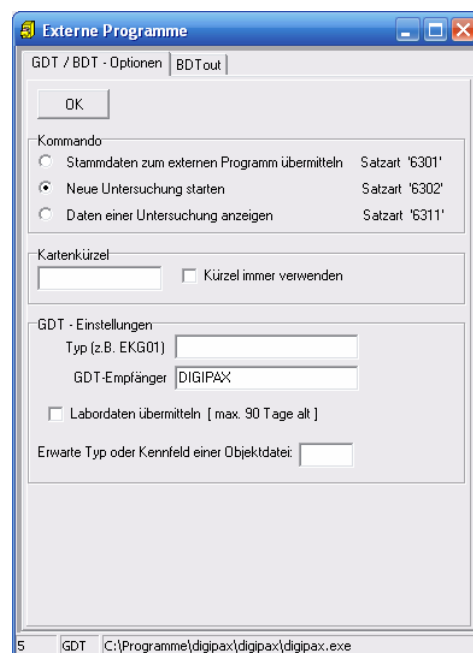 Externe Programme
GDT / BDT - Optionen BDTout
OK
Kommando
Stammdaten zum externen Programm übermitteln Satzart '6301'
Neue Untersuchung starten Satzart '6302'
Daten einer Untersuchung anzeigen Satzart '6311'
Kartenkürzel
Kürzel immer verwenden
GDT - Einstellungen
Typ (z.B. EKG01)
GDT-Empfänger DIGIPAX
Labordaten übermitteln [ max. 90 Tage alt ]
Erwarte Typ oder Kennfeld einer Objektdatei:
5 GDT C:\Programme\digipax\digipax\digipax.exe